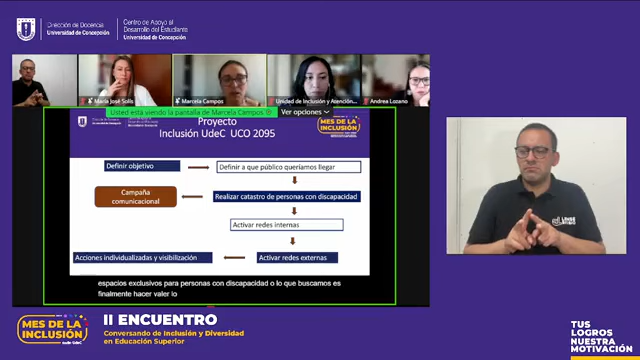 Dirección de Docencia
Universidad de Concepción
Centro de Apoyo al
Desarrollo del Estudiante
Universidad de Concepción
María José Solís
Marcela Campos
Unidad de Inclusión y Atención
Andrea Lozano
Usted está viendo la pantalla de Marcela Campos
Ver opciones
Proyecto
Inclusión UdeC UCO 2095
MES DE LA
INCLUSIÓN
Definir objetivo
Definir a que público queríamos llegar
Campaña
comunicacional
Realizar catastro de personas con discapacidad
Activar redes internas
Acciones individualizadas y visibilización
Activar redes externas
espacios exclusivos para personas con discapacidad o lo que buscamos es
finalmente hacer valer lo
MES DE LA
INCLUSIÓN
II ENCUENTRO
Conversando de Inclusión y Diversidad
en Educación Superior
TUS
LOGROS
NUESTRA
MOTIVACIÓN